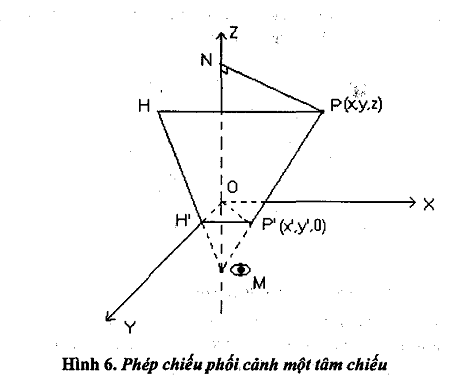 Z
N
H
P(x,y,z)
O
X
H'
P'(x',y',0)
M
Y
Hình 6. Phép chiếu phối cảnh một tâm chiếu